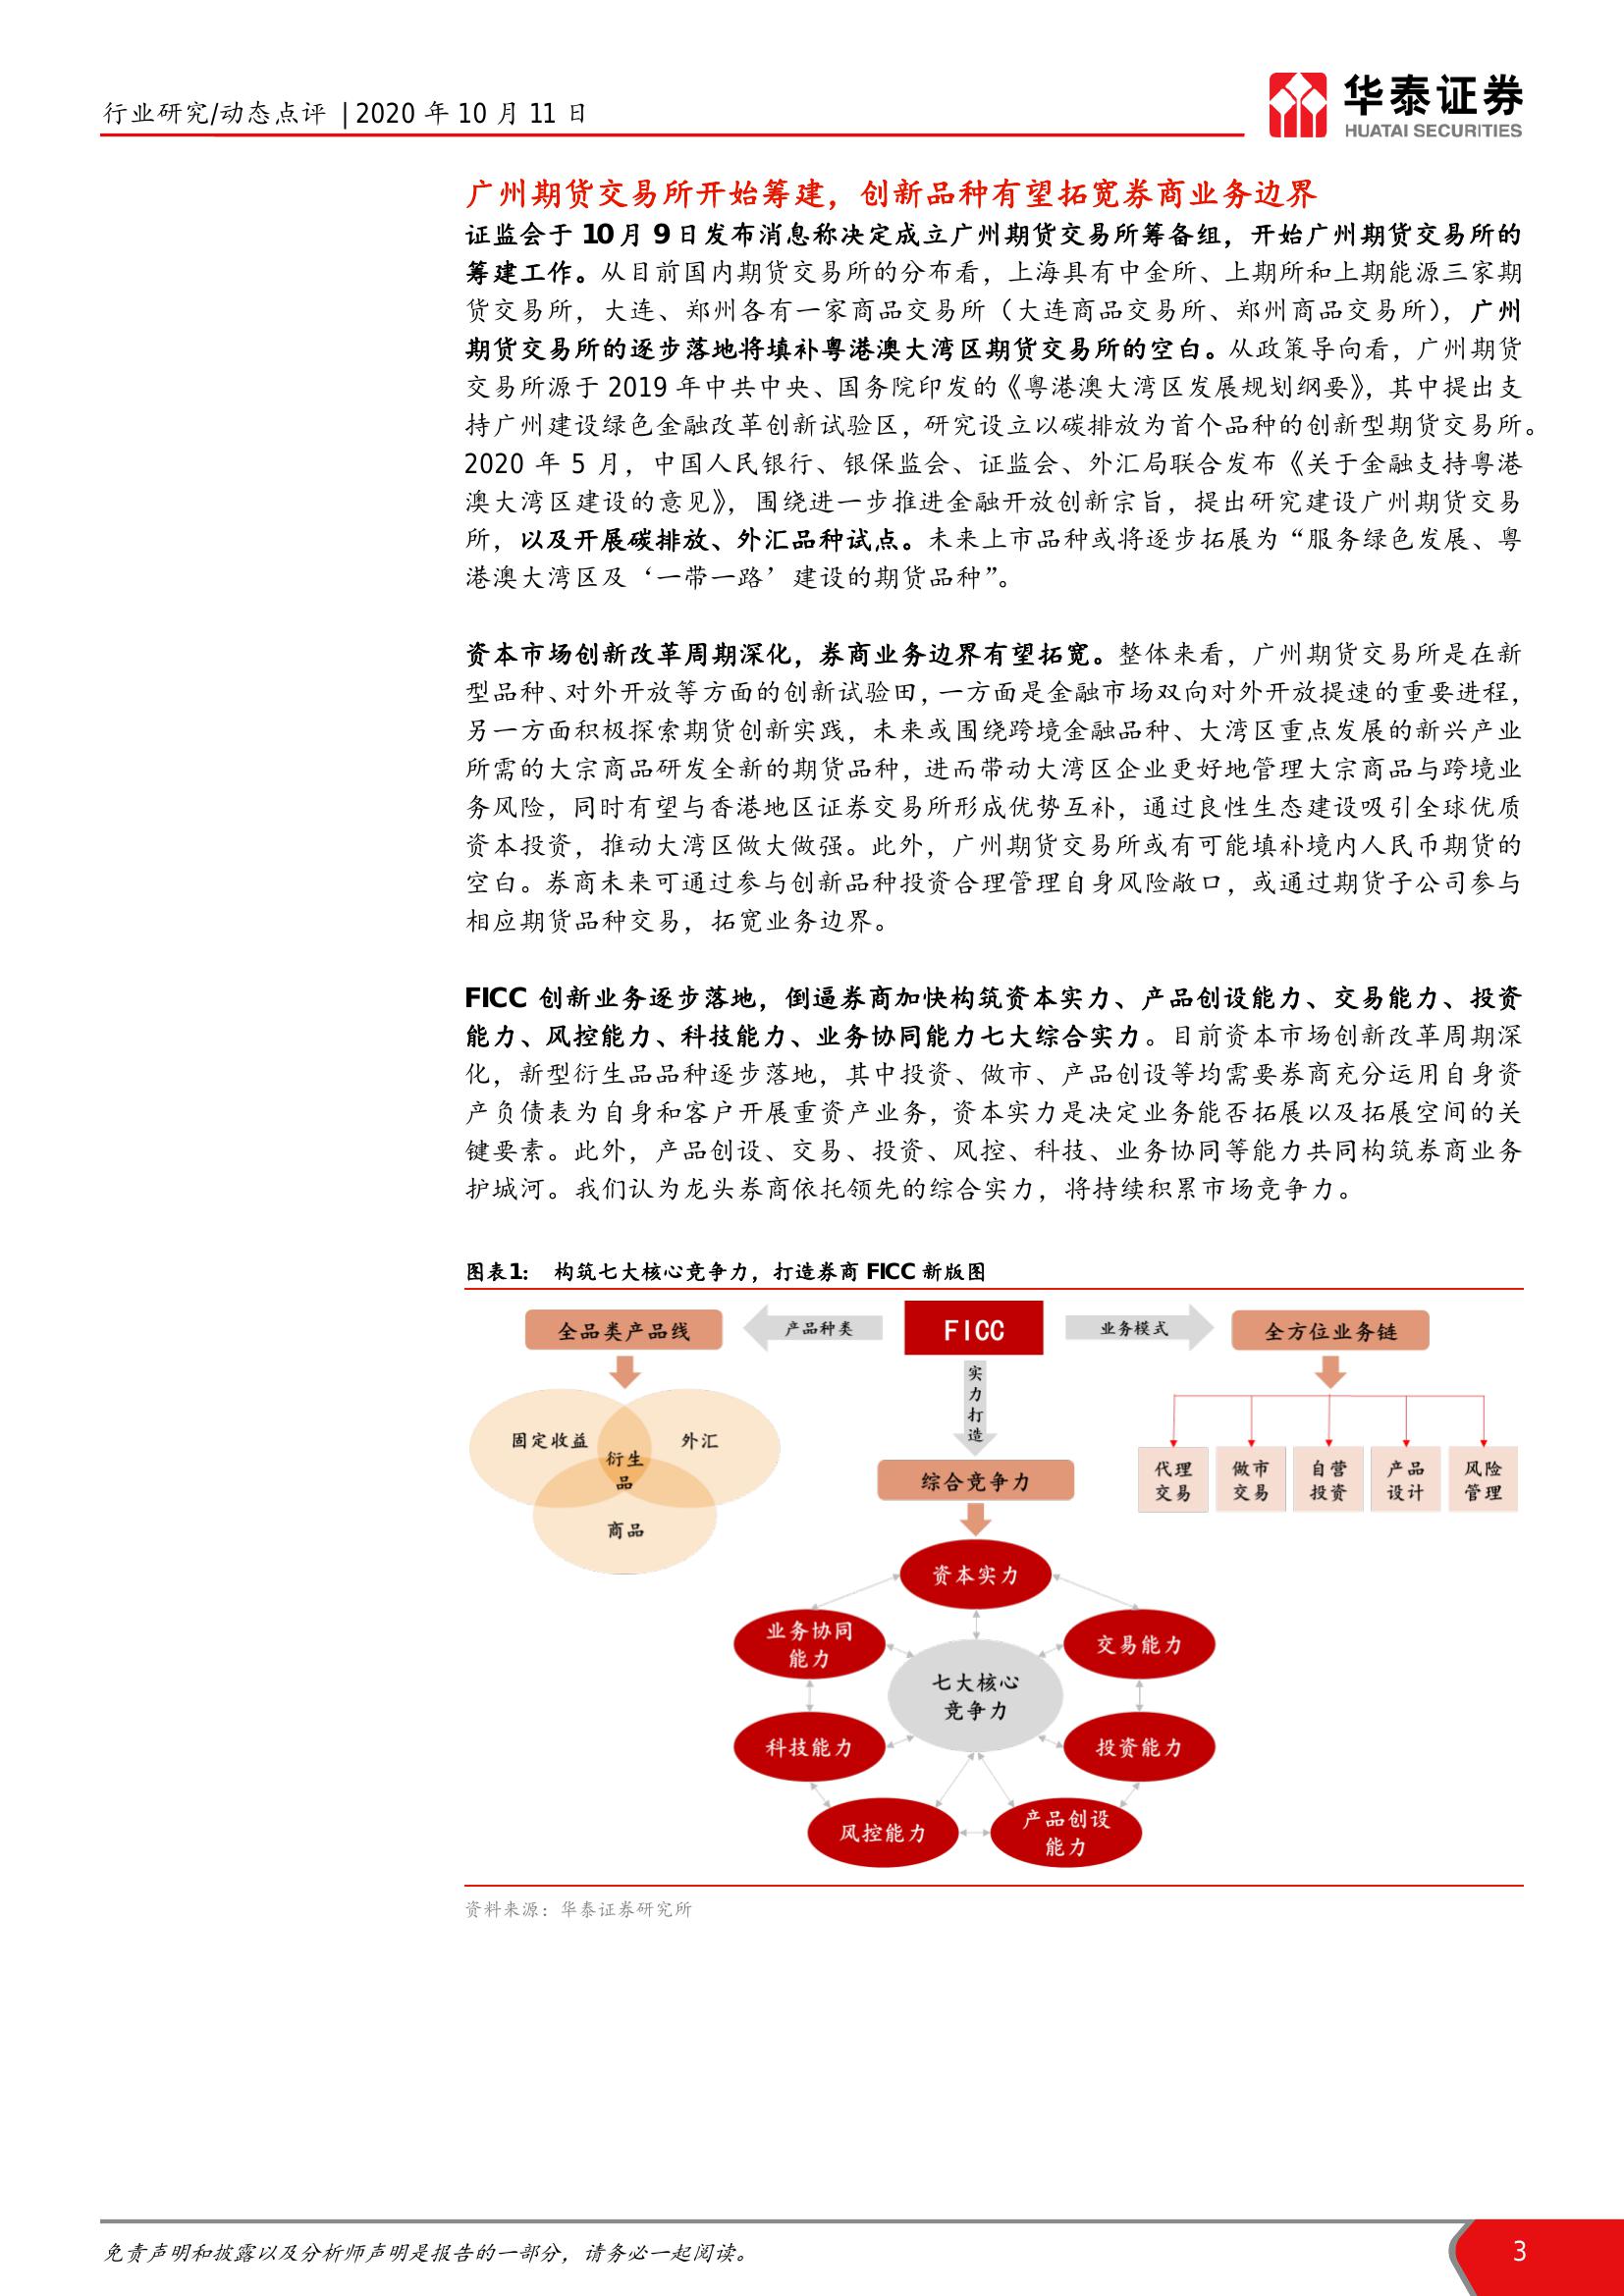 行业研究/动态点评 | 2020 年 10 月 11 日
华泰证券
HUATAI SECURITIES
广州期货交易所开始筹建，创新品种有望拓宽券商业务边界
证监会于 10 月 9 日发布消息称决定成立广州期货交易所筹备组，开始广州期货交易所的
筹建工作。从目前国内期货交易所的分布看，上海具有中金所、上期所和上期能源三家期
货交易所，大连、郑州各有一家商品交易所（大连商品交易所、郑州商品交易所），广州
期货交易所的逐步落地将填补粤港澳大湾区期货交易所的空白。从政策导向看，广州期货
交易所源于 2019 年中共中央、国务院印发的《粤港澳大湾区发展规划纲要》，其中提出支
持广州建设绿色金融改革创新试验区，研究设立以碳排放为首个品种的创新型期货交易所。
2020 年 5 月，中国人民银行、银保监会、证监会、外汇局联合发布《关于金融支持粤港
澳大湾区建设的意见》，围绕进一步推进金融开放创新宗旨，提出研究建设广州期货交易
所，以及开展碳排放、外汇品种试点。未来上市品种或将逐步拓展为“服务绿色发展、粤
港澳大湾区及‘一带一路’建设的期货品种”。
资本市场创新改革周期深化，券商业务边界有望拓宽。整体来看，广州期货交易所是在新
型品种、对外开放等方面的创新试验田，一方面是金融市场双向对外开放提速的重要进程，
另一方面积极探索期货创新实践，未来或围绕跨境金融品种、大湾区重点发展的新兴产业
所需的大宗商品研发全新的期货品种，进而带动大湾区企业更好地管理大宗商品与跨境业
务风险，同时有望与香港地区证券交易所形成优势互补，通过良性生态建设吸引全球优质
资本投资，推动大湾区做大做强。此外，广州期货交易所或有可能填补境内人民币期货的
空白。券商未来可通过参与创新品种投资合理管理自身风险敞口，或通过期货子公司参与
相应期货品种交易，拓宽业务边界。
FICC 创新业务逐步落地，倒逼券商加快构筑资本实力、产品创设能力、交易能力、投资
能力、风控能力、科技能力、业务协同能力七大综合实力。目前资本市场创新改革周期深
化，新型衍生品品种逐步落地，其中投资、做市、产品创设等均需要券商充分运用自身资
产负债表为自身和客户开展重资产业务，资本实力是决定业务能否拓展以及拓展空间的关
键要素。此外，产品创设、交易、投资、风控、科技、业务协同等能力共同构筑券商业务
护城河。我们认为龙头券商依托领先的综合实力，将持续积累市场竞争力。
图表1： 构筑七大核心竞争力，打造券商 FICC 新版图
全品类产品线
产品种类
FICC
业务模式
全方位业务链
实
力
打
造
固定收益
外汇
衍生
品
商品
综合竞争力
代理
交易
做市
交易
自营
投资
产品
设计
风险
管理
资本实力
业务协同
能力
交易能力
七大核心
竞争力
科技能力
投资能力
风控能力
产品创设
能力
资料来源：华泰证券研究所
免责声明和披露以及分析师声明是报告的一部分，请务必一起阅读。
3